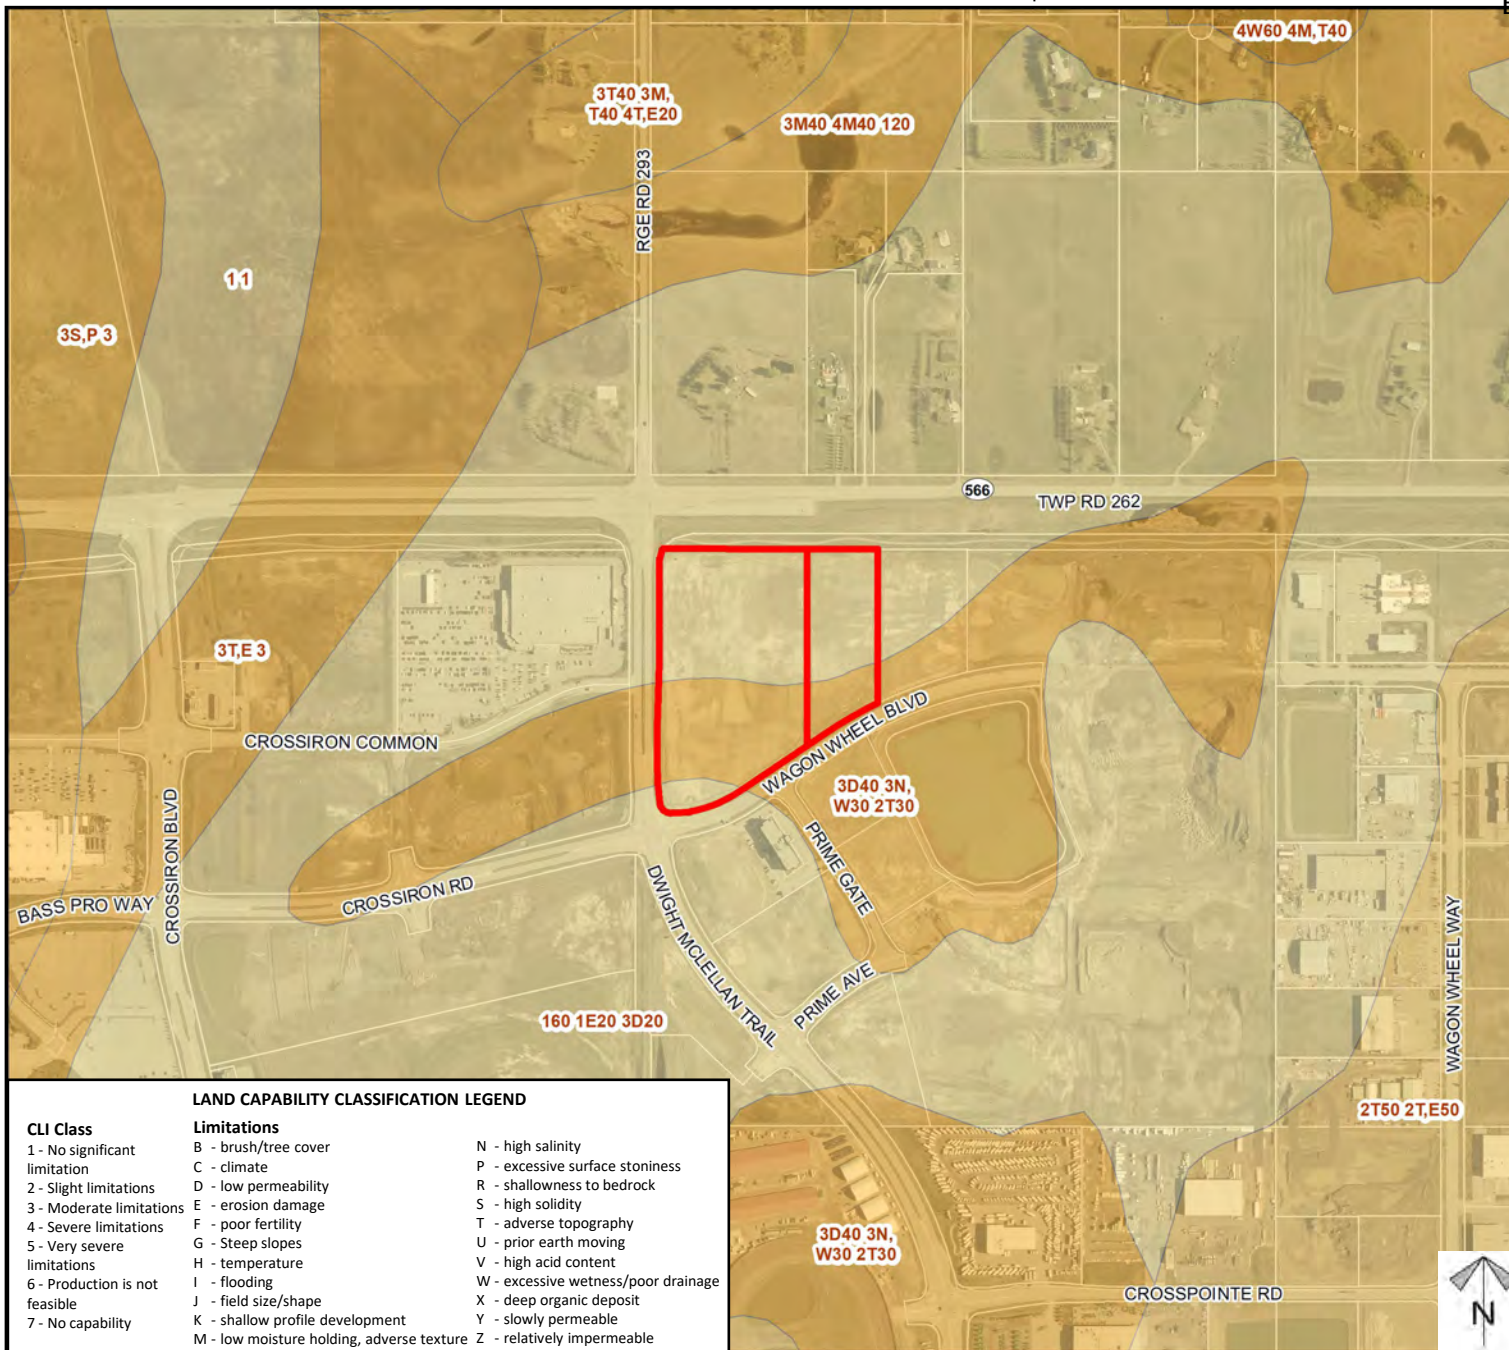 4W60 4M,T40
3T40 3M,
T40 4T,E20
3M40 4M40 120
RGE RD 293
1 1
3S,P 3
566
TWP RD 262
3T,E 3
CROSSIRON COMMON
WAGON WHEEL BLVD
3D40 3N,
W30 2T30
CROSSIRON BLVD
PRIME GATE
CROSSIRON RD
BASS PRO WAY
DWIGHT MCLELLAN TRAIL
PRIME AVE
WAGON WHEEL WAY
160 1E20 3D20
2T50 2T,E50
3D40 3N,
W30 2T30
CROSSPOINTE RD
N
LAND CAPABILITY CLASSIFICATION LEGEND
CLI Class
1 - No significant
limitation
2 - Slight limitations
3 - Moderate limitations
4 - Severe limitations
5 - Very severe
limitations
6 - Production is not
feasible
7 - No capability
Limitations
B - brush/tree cover
C - climate
D - low permeability
E - erosion damage
F - poor fertility
G - Steep slopes
H - temperature
I - flooding
J - field size/shape
K - shallow profile development
M - low moisture holding, adverse texture
N - high salinity
P - excessive surface stoniness
R - shallowness to bedrock
S - high solidity
T - adverse topography
U - prior earth moving
V - high acid content
W - excessive wetness/poor drainage
X - deep organic deposit
Y - slowly permeable
Z - relatively impermeable